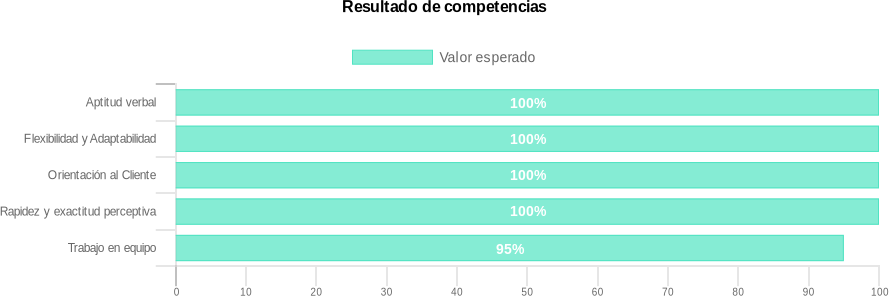 Resultado de competencias
Valor esperado
Aptitud verbal
100%
Flexibilidad y Adaptabilidad
100%
Orientación al Cliente
100%
Rapidez y exactitud perceptiva
100%
Trabajo en equipo
95%
0 10 20 30 40 50 60 70 80 90 100